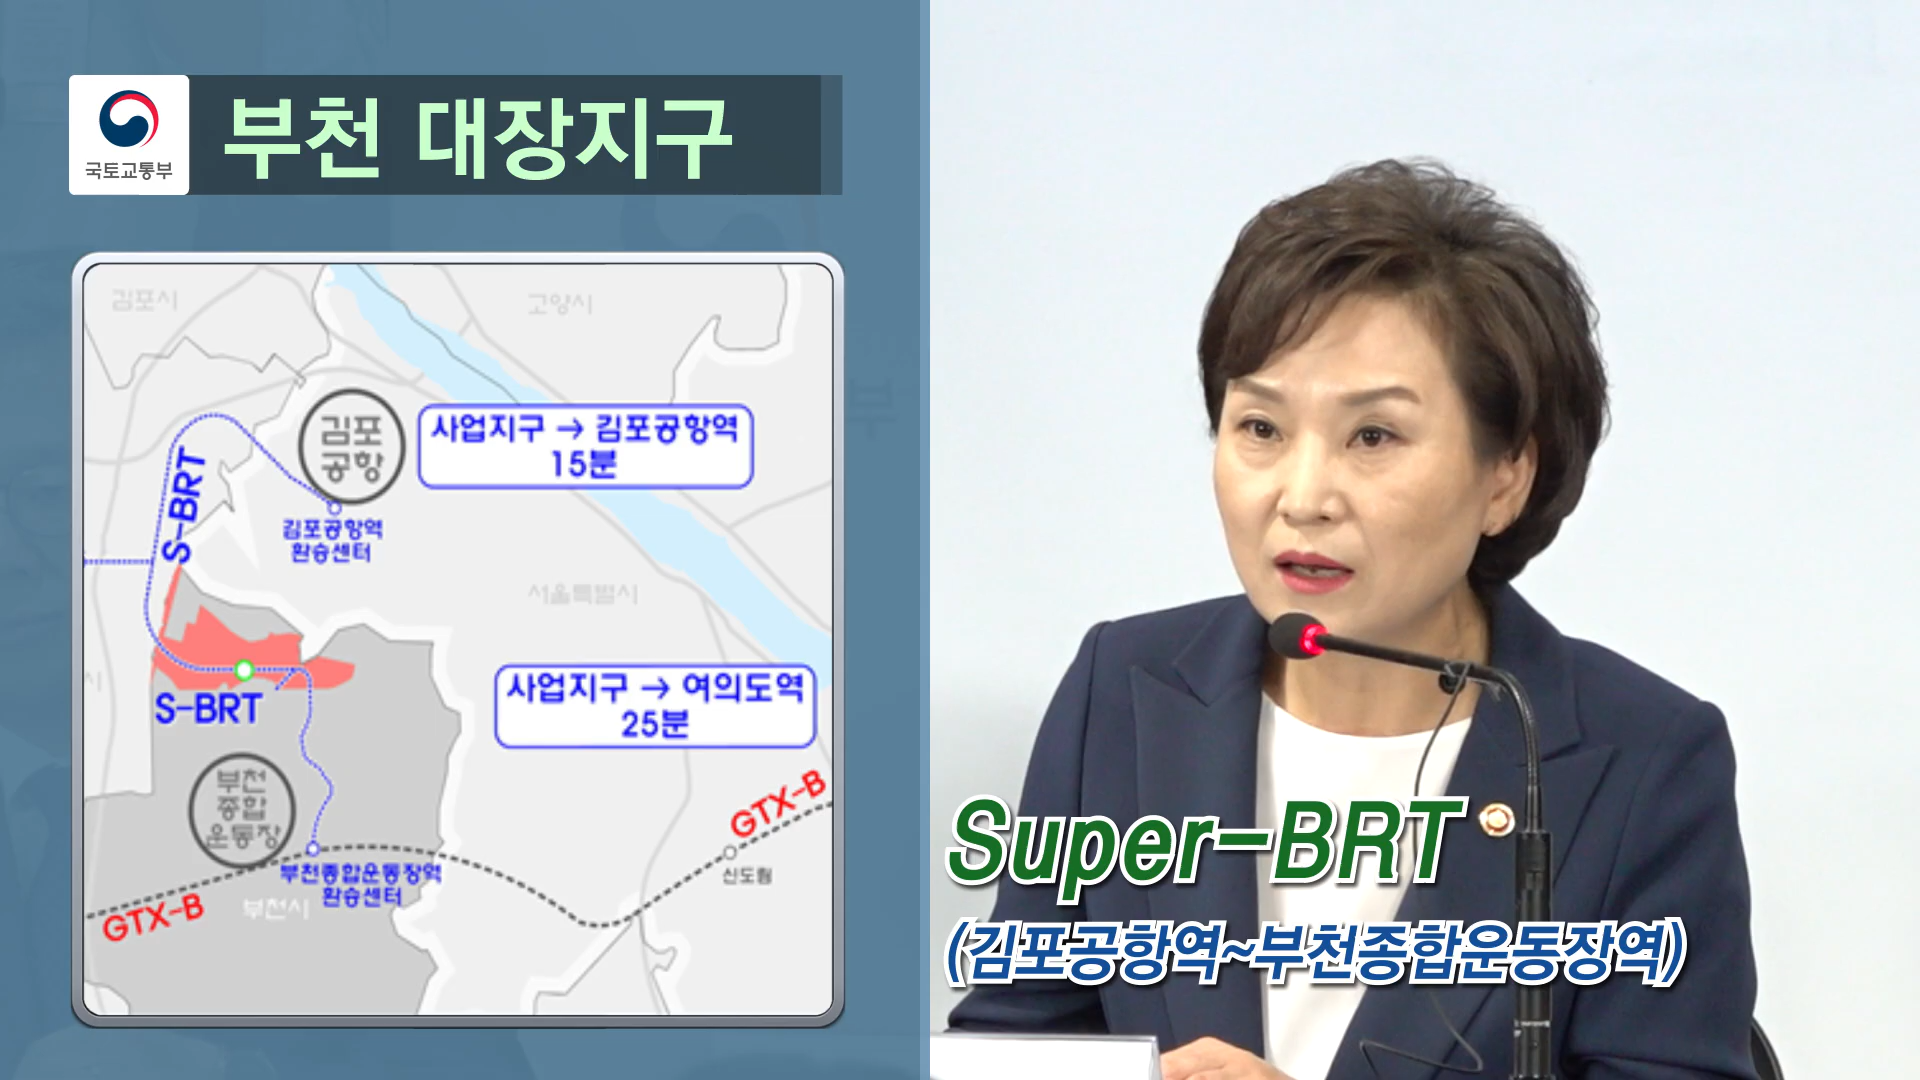 국토교통부
부천 대장지구
김포시
고양시
김포
공항
사업지구 → 김포공항역
15분
S-BRT
김포공항역
환승센터
서울특별시
S-BRT
사업지구 → 여의도역
25분
부천
종합
운동장
GTX-B
부천종합운동장역
환승센터
신도림
GTX-B
부천시
Super-BRT
(김포공항역~부천종합운동장역)